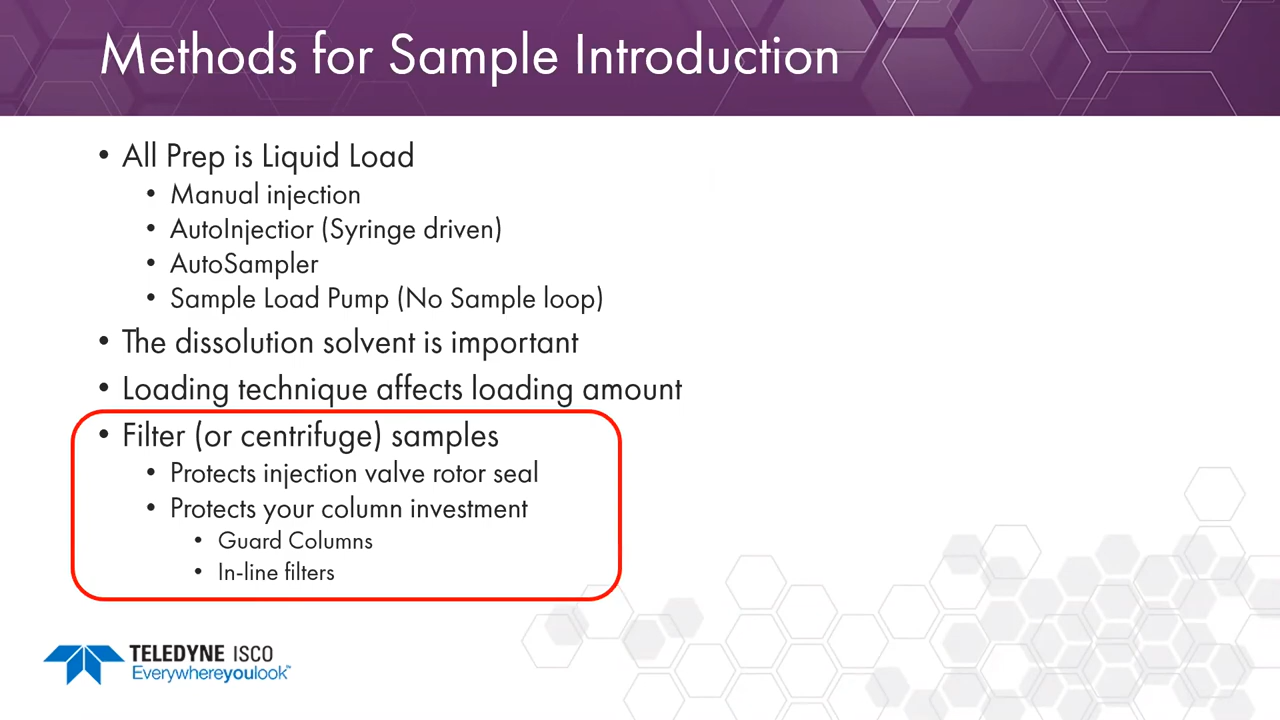 Methods for Sample Introduction
• All Prep is Liquid Load
• Manual injection
• AutoInjectior (Syringe driven)
• AutoSampler
• Sample Load Pump (No Sample loop)
• The dissolution solvent is important
• Loading technique affects loading amount
• Filter (or centrifuge) samples
• Protects injection valve rotor seal
• Protects your column investment
• Guard Columns
• In-line filters
TELEDYNE ISCO
Everywhereyoulook™